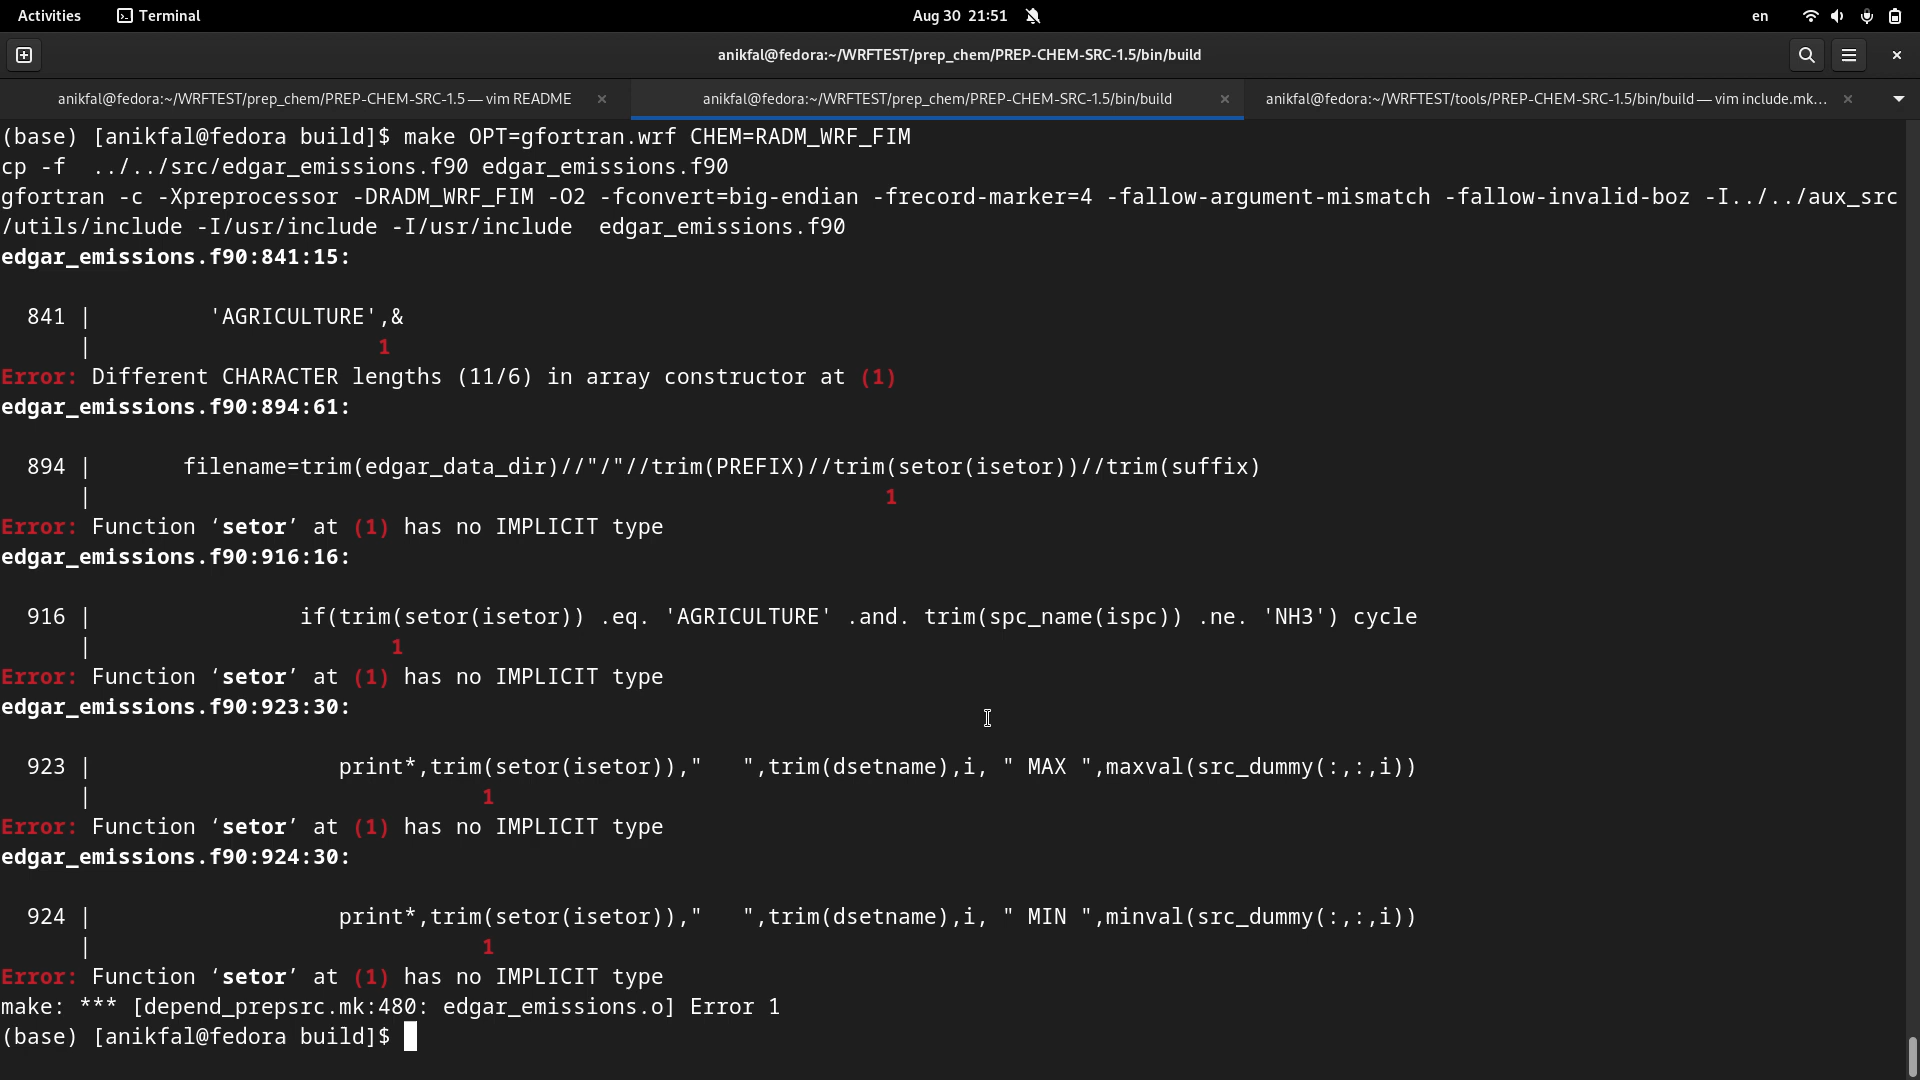 Activities
Terminal
Aug 30 21:51
en
anikfal@fedora:~/WRFTEST/prep_chem/PREP-CHEM-SRC-1.5/bin/build
anikfal@fedora:~/WRFTEST/prep_chem/PREP-CHEM-SRC-1.5 — vim README
anikfal@fedora:~/WRFTEST/prep_chem/PREP-CHEM-SRC-1.5/bin/build
anikfal@fedora:~/WRFTEST/tools/PREP-CHEM-SRC-1.5/bin/build — vim include.mk…
(base) [anikfal@fedora build]$ make OPT=gfortran.wrf CHEM=RADM_WRF_FIM
cp -f  ../../src/edgar_emissions.f90 edgar_emissions.f90
gfortran -c -Xpreprocessor -DRADM_WRF_FIM -O2 -fconvert=big-endian -frecord-marker=4 -fallow-argument-mismatch -fallow-invalid-boz -I../../aux_src
/utils/include -I/usr/include -I/usr/include  edgar_emissions.f90
edgar_emissions.f90:841:15:
  841 |         'AGRICULTURE',&
      |                      1
Error: Different CHARACTER lengths (11/6) in array constructor at (1)
edgar_emissions.f90:894:61:
  894 |       filename=trim(edgar_data_dir)//"/"//trim(PREFIX)//trim(setor(isetor))//trim(suffix)
      |                                                             1
Error: Function ‘setor’ at (1) has no IMPLICIT type
edgar_emissions.f90:916:16:
  916 |                if(trim(setor(isetor)) .eq. 'AGRICULTURE' .and. trim(spc_name(ispc)) .ne. 'NH3') cycle
      |                       1
Error: Function ‘setor’ at (1) has no IMPLICIT type
edgar_emissions.f90:923:30:
  923 |                   print*,trim(setor(isetor)),"   ",trim(dsetname),i, " MAX ",maxval(src_dummy(:,:,i))
      |                              1
Error: Function ‘setor’ at (1) has no IMPLICIT type
edgar_emissions.f90:924:30:
  924 |                   print*,trim(setor(isetor)),"   ",trim(dsetname),i, " MIN ",minval(src_dummy(:,:,i))
      |                              1
Error: Function ‘setor’ at (1) has no IMPLICIT type
make: *** [depend_prepsrc.mk:480: edgar_emissions.o] Error 1
(base) [anikfal@fedora build]$